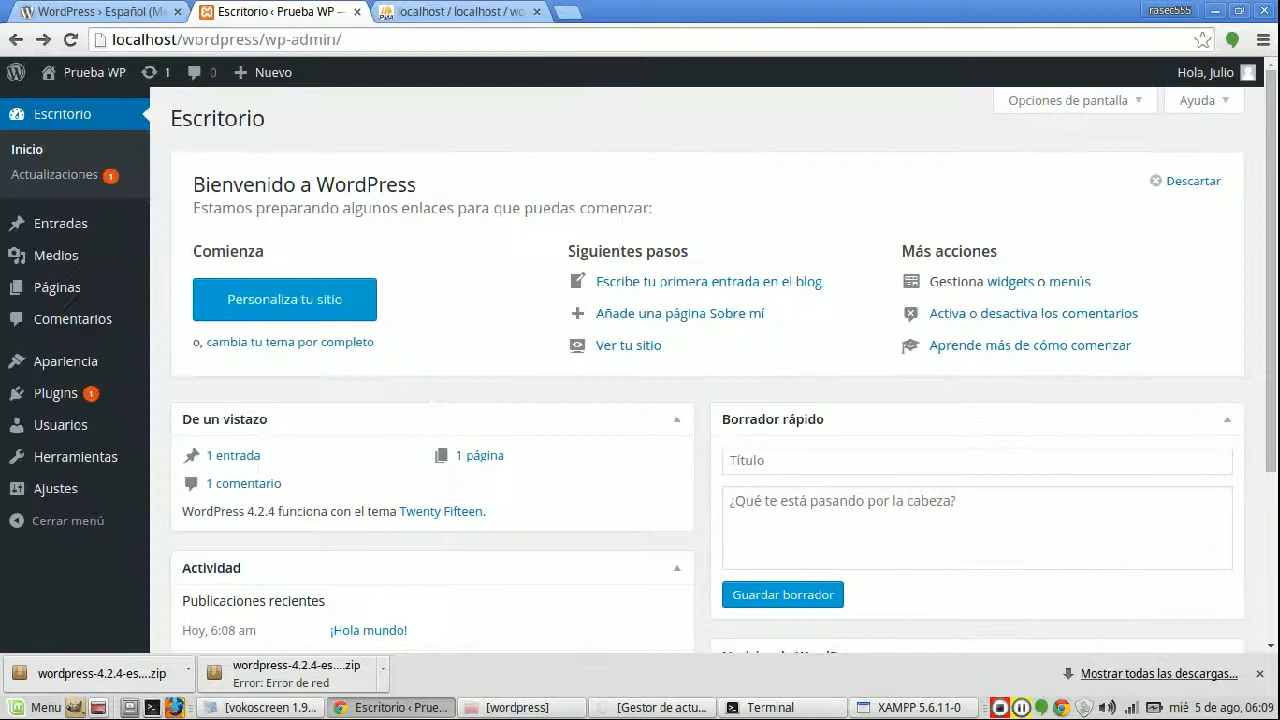 WordPress › Español (Me
Escritorio ‹ Prueba WP —
localhost / localhost / wo
rasec555
localhost/wordpress/wp-admin/
Prueba WP
1
0
Nuevo
Hola, Julio
Escritorio
Inicio
Actualizaciones 1
Entradas
Medios
Páginas
Comentarios
Apariencia
Plugins 1
Usuarios
Herramientas
Ajustes
Cerrar menú
Escritorio
Opciones de pantalla
Ayuda
Bienvenido a WordPress
Descartar
Estamos preparando algunos enlaces para que puedas comenzar:
Comienza
Personaliza tu sitio
o, cambia tu tema por completo
Siguientes pasos
Escribe tu primera entrada en el blog
Añade una página Sobre mí
Ver tu sitio
Más acciones
Gestiona widgets o menús
Activa o desactiva los comentarios
Aprende más de cómo comenzar
De un vistazo
1 entrada
1 página
1 comentario
WordPress 4.2.4 funciona con el tema Twenty Fifteen.
Actividad
Publicaciones recientes
Hoy, 6:08 am
¡Hola mundo!
Borrador rápido
Título
¿Qué te está pasando por la cabeza?
Guardar borrador
wordpress-4.2.4-es....zip
wordpress-4.2.4-es....zip
Error: Error de red
Mostrar todas las descargas...
Menu
[vokoscreen 1.9...
Escritorio ‹ Prue...
[wordpress]
[Gestor de actu...
Terminal
XAMPP 5.6.11-0
mié 5 de ago, 06:09